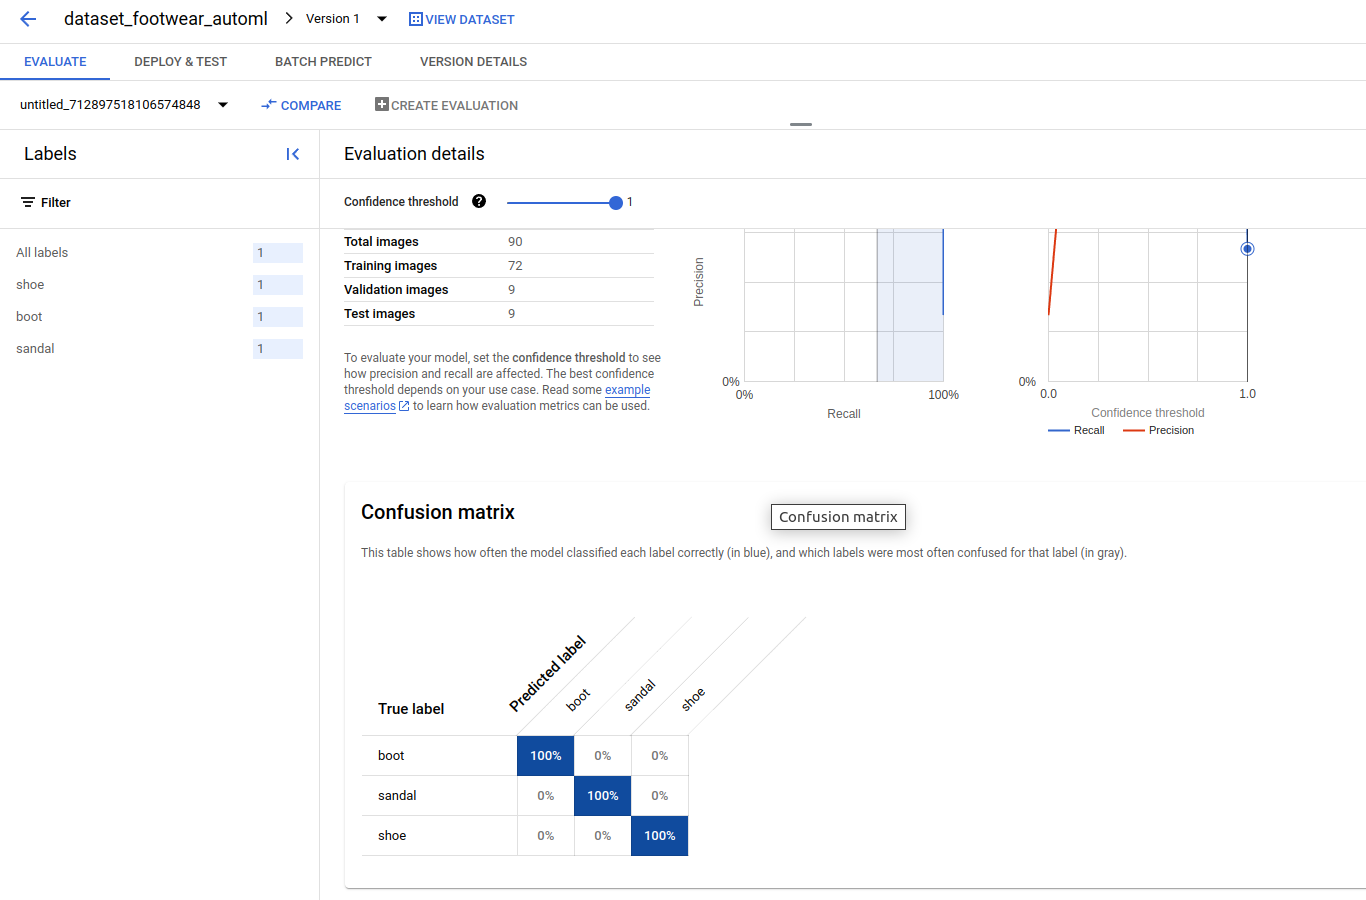 dataset_footwear_automl > Version 1 VIEW DATASET
EVALUATE DEPLOY & TEST BATCH PREDICT VERSION DETAILS
untitled_712897518106574848 COMPARE CREATE EVALUATION
Labels
Filter
All labels 1
shoe 1
boot 1
sandal 1
Evaluation details
Confidence threshold ? 1
Total images 90
Training images 72
Validation images 9
Test images 9
To evaluate your model, set the confidence threshold to see
how precision and recall are affected. The best confidence
threshold depends on your use case. Read some example
scenarios to learn how evaluation metrics can be used.
Precision
0%
0% 100%
Recall
0%
0.0 1.0
Confidence threshold
Recall Precision
Confusion matrix
Confusion matrix
This table shows how often the model classified each label correctly (in blue), and which labels were most often confused for that label (in gray).
True label Predicted label boot sandal shoe
boot 100% 0% 0%
sandal 0% 100% 0%
shoe 0% 0% 100%